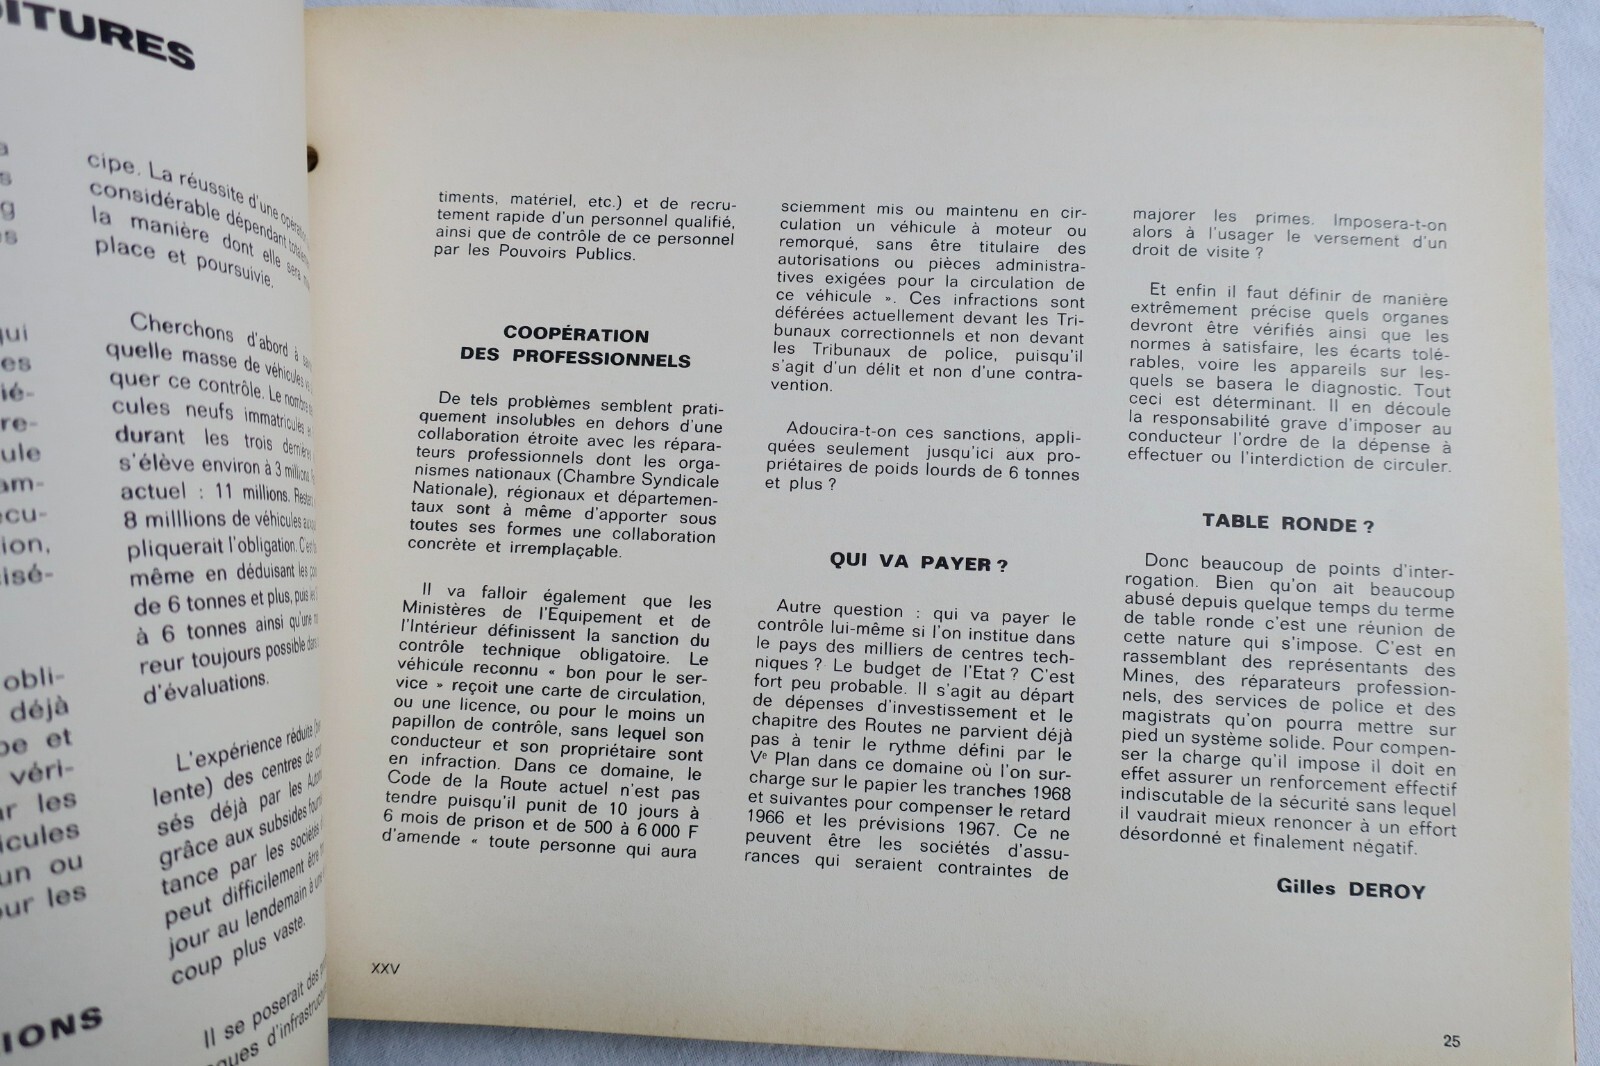 ITURES
cipe. La réussite d'une
considérable dépendant
la manière dont elle sera
place et poursuivie.
Cherchons d'abord à
quelle masse de véhicules
quer ce contrôle. Le nombre
cules neufs immatriculés
durant les trois dernières
s'élève environ à 3 millions.
actuel : 11 millions.
8 milllions de véhicules
pliquerait l'obligation. C'est
même en déduisant les
de 6 tonnes et plus, puis
à 6 tonnes ainsi qu'une
reur toujours possible dans
d'évaluations.
L'expérience réduite
lente) des centres de
sés déjà par les
grâce aux subsides
tance par les sociétés
peut difficilement être
jour au lendemain à une
coup plus vaste.
Il se poserait des
d'infrastructure
qui
es
ié-
re-
ule
am-
écu-
ion,
isé-
obli-
déjà
pe et
véri-
ar les
icules
un ou
our les
IONS
timents, matériel, etc.) et de recru-
tement rapide d'un personnel qualifié,
ainsi que de contrôle de ce personnel
par les Pouvoirs Publics.
COOPÉRATION
DES PROFESSIONNELS
De tels problèmes semblent prati-
quement insolubles en dehors d'une
collaboration étroite avec les répara-
teurs professionnels dont les orga-
nismes nationaux (Chambre Syndicale
Nationale), régionaux et départemen-
taux sont à même d'apporter sous
toutes ses formes une collaboration
concrète et irremplaçable.
Il va falloir également que les
Ministères de l'Equipement et de
l'Intérieur définissent la sanction du
contrôle technique obligatoire. Le
véhicule reconnu « bon pour le ser-
vice » reçoit une carte de circulation,
ou une licence, ou pour le moins un
papillon de contrôle, sans lequel son
conducteur et son propriétaire sont
en infraction. Dans ce domaine, le
Code de la Route actuel n'est pas
tendre puisqu'il punit de 10 jours à
6 mois de prison et de 500 à 6 000 F
d'amende « toute personne qui aura
sciemment mis ou maintenu en cir-
culation un véhicule à moteur ou
remorqué, sans être titulaire des
autorisations ou pièces administra-
tives exigées pour la circulation de
ce véhicule ». Ces infractions sont
déférées actuellement devant les Tri-
bunaux correctionnels et non devant
les Tribunaux de police, puisqu'il
s'agit d'un délit et non d'une contra-
vention.
Adoucira-t-on ces sanctions, appli-
quées seulement jusqu'ici aux pro-
priétaires de poids lourds de 6 tonnes
et plus ?
QUI VA PAYER ?
Autre question : qui va payer le
contrôle lui-même si l'on institue dans
le pays des milliers de centres tech-
niques ? Le budget de l'Etat ? C'est
fort peu probable. Il s'agit au départ
de dépenses d'investissement et le
chapitre des Routes ne parvient déjà
pas à tenir le rythme défini par le
Ve Plan dans ce domaine où l'on sur-
charge sur le papier les tranches 1968
et suivantes pour compenser le retard
1966 et les prévisions 1967. Ce ne
peuvent être les sociétés d'assu-
rances qui seraient contraintes de
majorer les primes. Imposera-t-on
alors à l'usager le versement d'un
droit de visite ?
Et enfin il faut définir de manière
extrêmement précise quels organes
devront être vérifiés ainsi que les
normes à satisfaire, les écarts tolé-
rables, voire les appareils sur les-
quels se basera le diagnostic. Tout
ceci est déterminant. Il en découle
la responsabilité grave d'imposer au
conducteur l'ordre de la dépense à
effectuer ou l'interdiction de circuler.
TABLE RONDE ?
Donc beaucoup de points d'inter-
rogation. Bien qu'on ait beaucoup
abusé depuis quelque temps du terme
de table ronde c'est une réunion de
cette nature qui s'impose. C'est en
rassemblant des représentants des
Mines, des réparateurs profession-
nels, des services de police et des
magistrats qu'on pourra mettre sur
pied un système solide. Pour compen-
ser la charge qu'il impose il doit en
effet assurer un renforcement effectif
indiscutable de la sécurité sans lequel
il vaudrait mieux renoncer à un effort
désordonné et finalement négatif.
Gilles DEROY
XXV
25